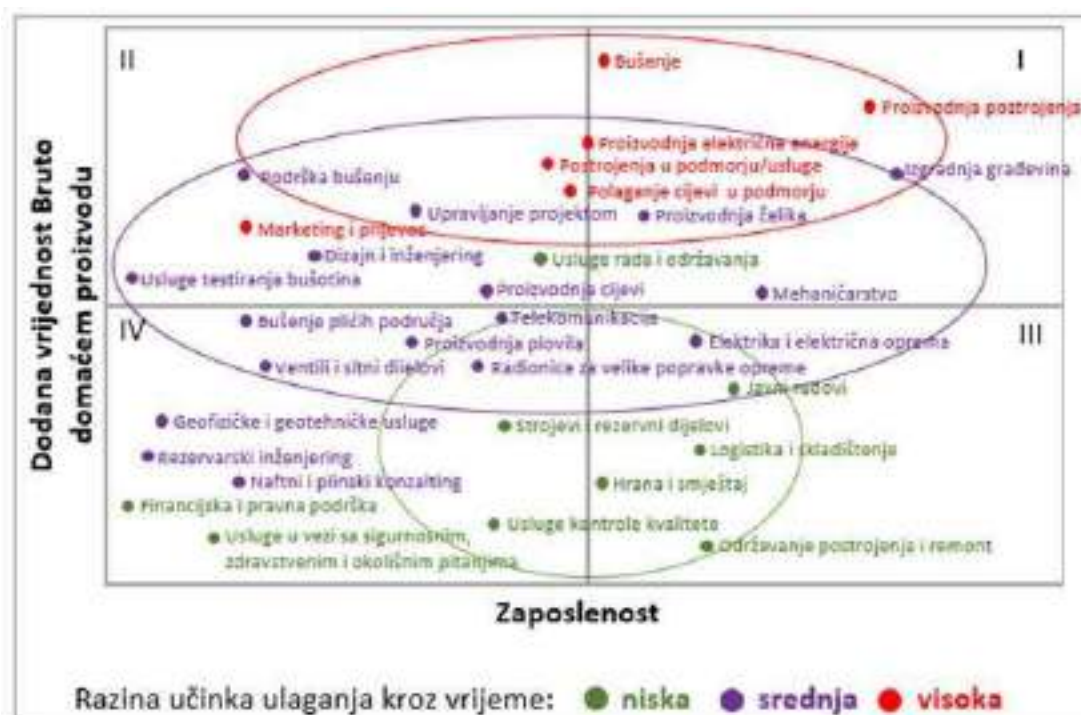 II
I
Bušenje
Proizvodnja postrojenja
Proizvodnja električna energije
Postrojenja u podmorju/usluge
Podrška bušenju
Izgradnja građevina
Polaganje cijevi u podmorju
Upravljanje projektom
Proizvodnja čelika
Marketing i prijevoz
Dizajn i inženjering
Usluge rada i održavanja
Usluge testiranja bušotina
Proizvodnja cijevi
Mehaničarstvo
IV
III
Bušenje plićih područja
Telekomunikacije
Proizvodnja plovila
Elektrika i električna oprema
Ventili i sitni dijelovi
Radionice za velike popravke opreme
Javni radovi
Geofizičke i geotehničke usluge
Strojevi i rezervni dijelovi
Rezervarski inženjering
Logistika i skladištenje
Naftni i plinski konzalting
Hrana i smještaj
Financijska i pravna podrška
Usluge kontrole kvalitete
Usluge u vezi sa sigurnosnim,
zdravstvenim i okolišnim pitanjima
Održavanje postrojenja i remont
Dodana vrijednost Bruto
domaćem proizvodu
Zaposlenost
Razina učinka ulaganja kroz vrijeme: niska srednja visoka